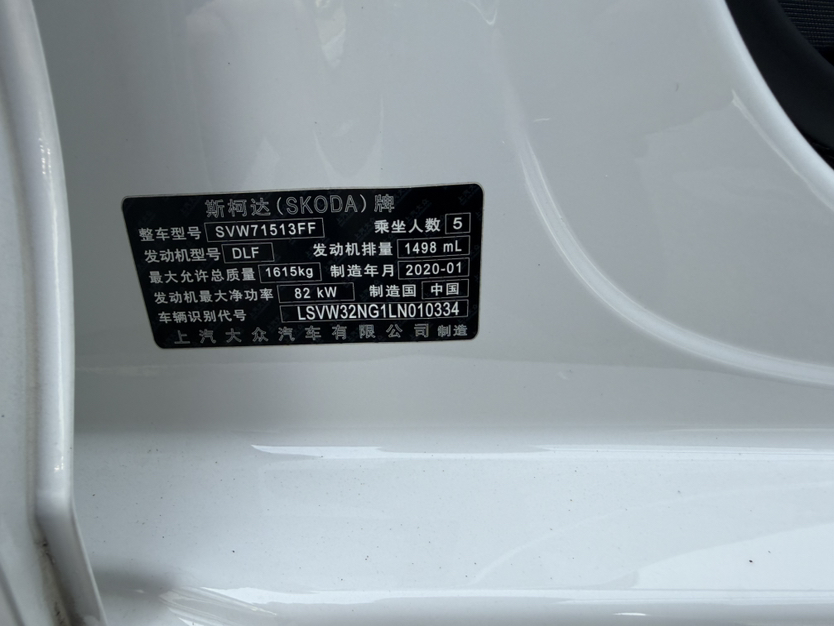 斯柯达(SKODA)牌
整车型号 SVW71513FF 乘坐人数 5
发动机型号 DLF 发动机排量 1498 mL
最大允许总质量 1615kg 制造年月 2020-01
发动机最大净功率 82 kW 制造国 中国
车辆识别代号 LSVW32NG1LN010334
上汽大众汽车有限公司制造